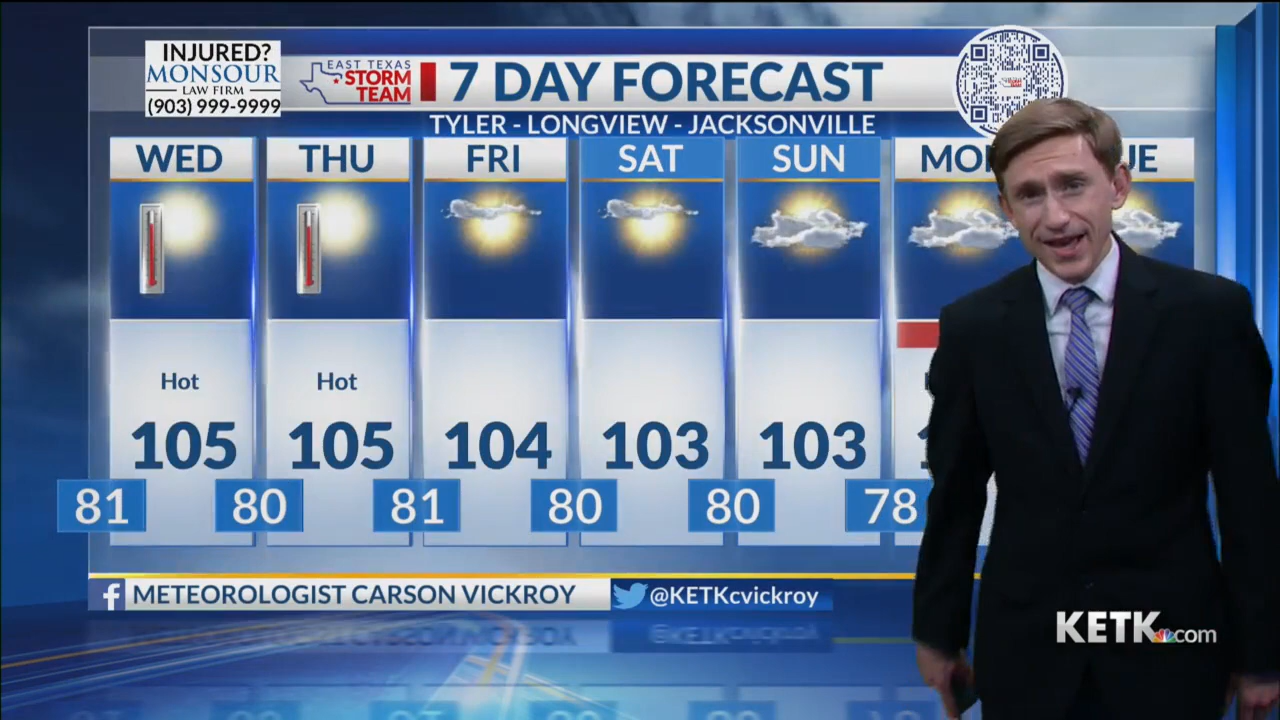 INJURED?
MONSOUR
LAW FIRM
(903) 999-9999
EAST TEXAS
STORM
TEAM
7 DAY FORECAST
TYLER - LONGVIEW - JACKSONVILLE
WED THU FRI SAT SUN
Hot Hot
105 105 104 103 103
81 80 81 80 80 78
METEOROLOGIST CARSON VICKROY
@KETKcvickroy
KETK.com